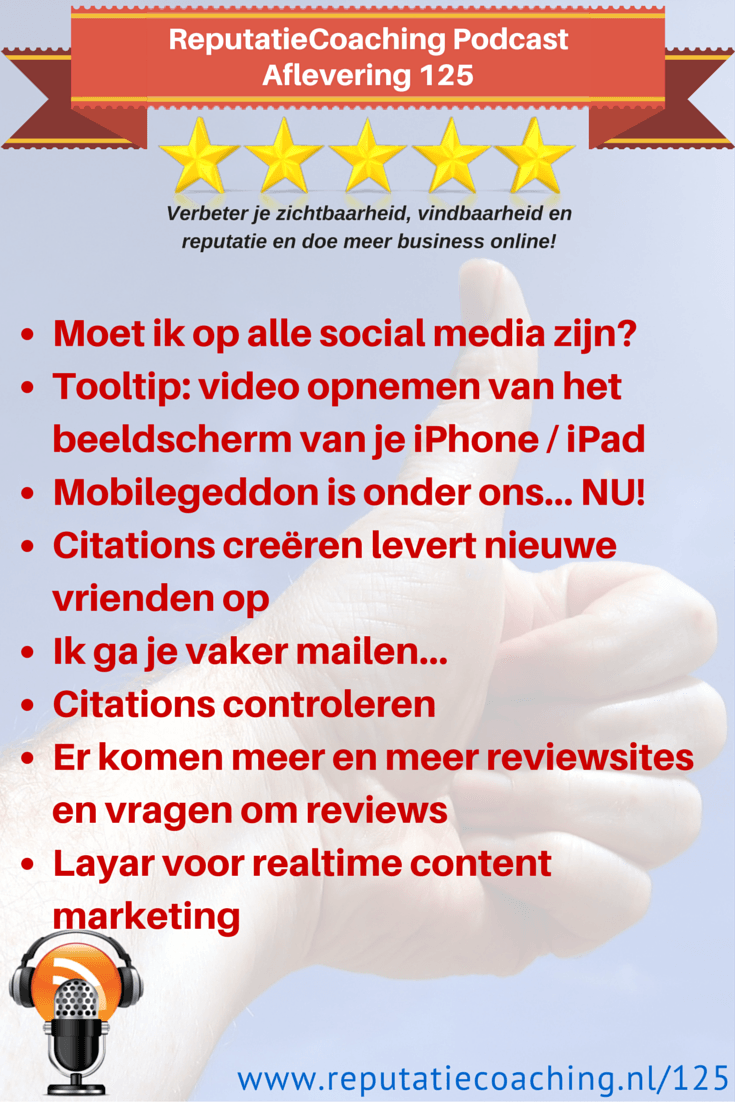 ReputatieCoaching Podcast
Aflevering 125
Verbeter je zichtbaarheid, vindbaarheid en
reputatie en doe meer business online!
• Moet ik op alle social media zijn?
• Tooltip: video opnemen van het
beeldscherm van je iPhone / iPad
• Mobilegeddon is onder ons... NU!
• Citations creëren levert nieuwe
vrienden op
• Ik ga je vaker mailen...
• Citations controleren
• Er komen meer en meer reviewsites
en vragen om reviews
• Layar voor realtime content
marketing
www.reputatiecoaching.nl/125